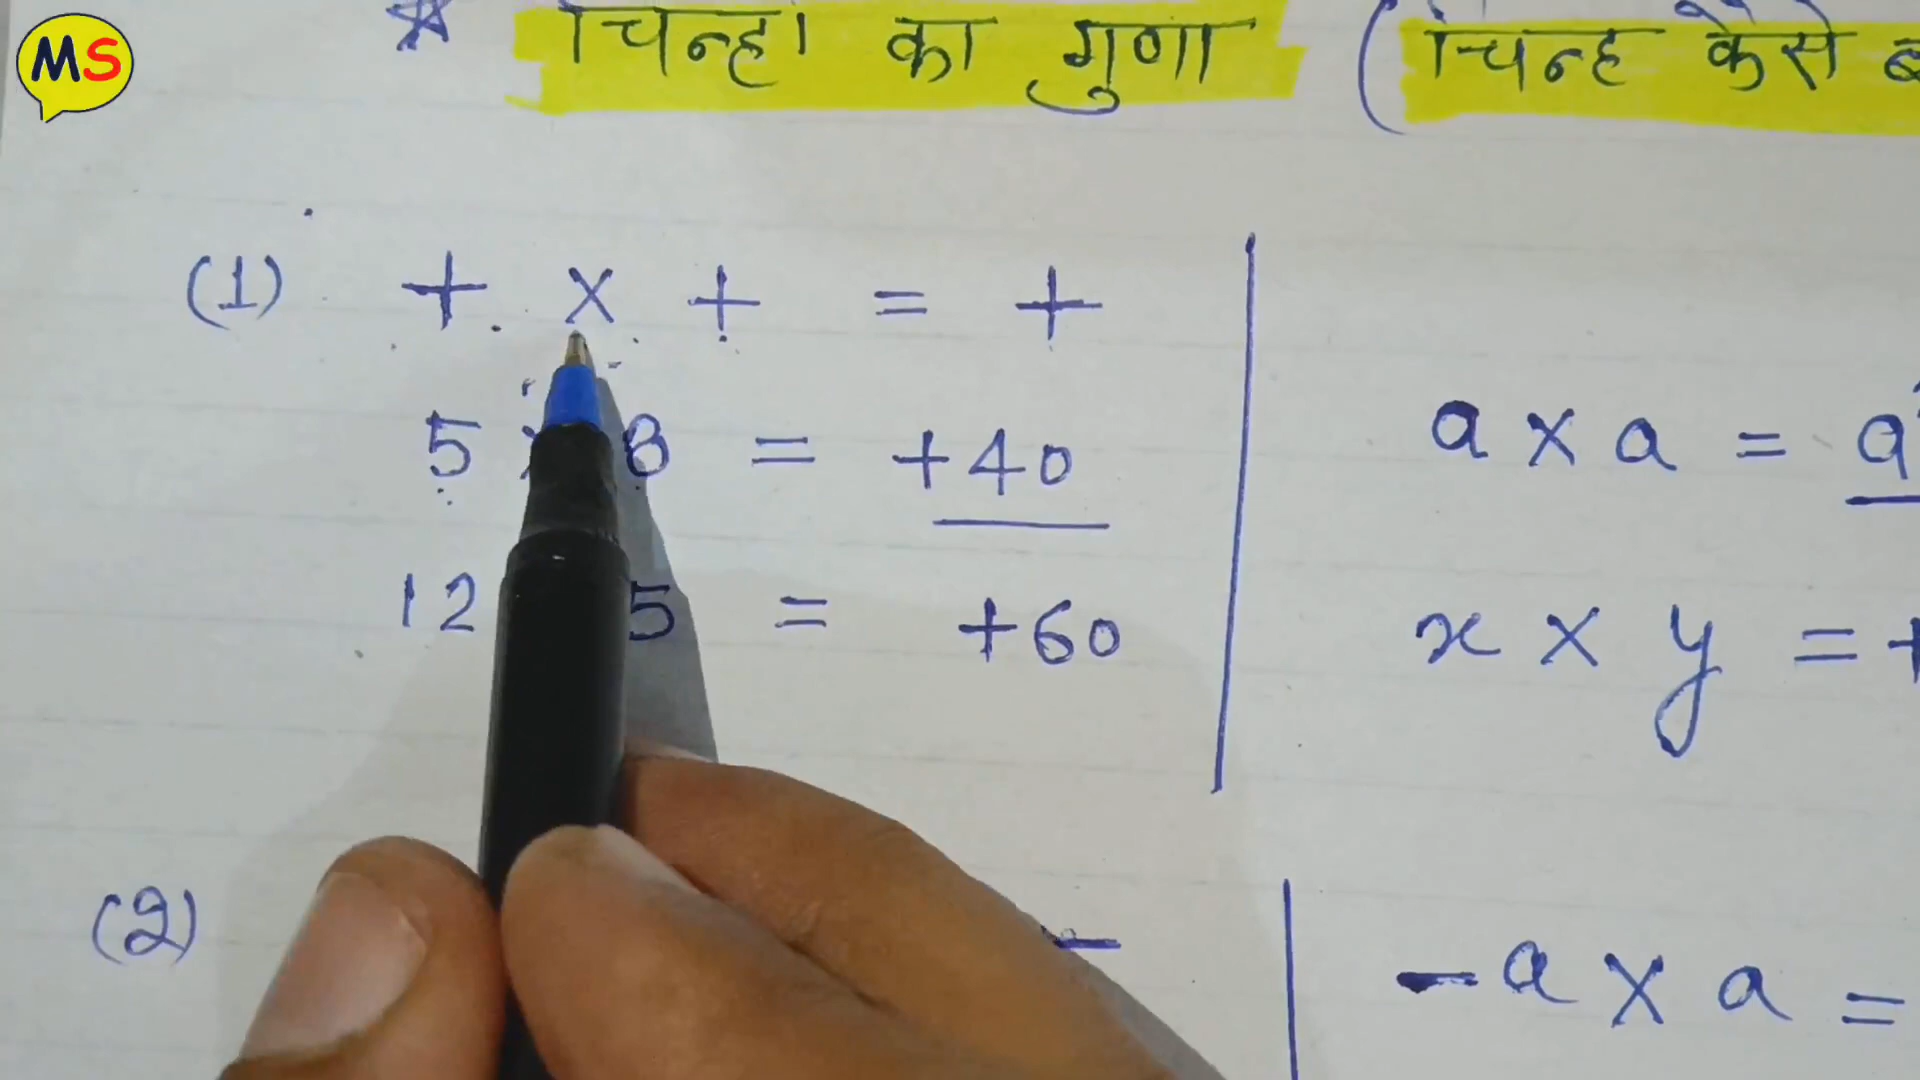 MS
* चिन्हों का गुणा (चिन्ह कैसे
(1) + x + = +
5 x 8 = +40
12 5 = +60
a x a = a
x x y = +
(2) -
-a x a =